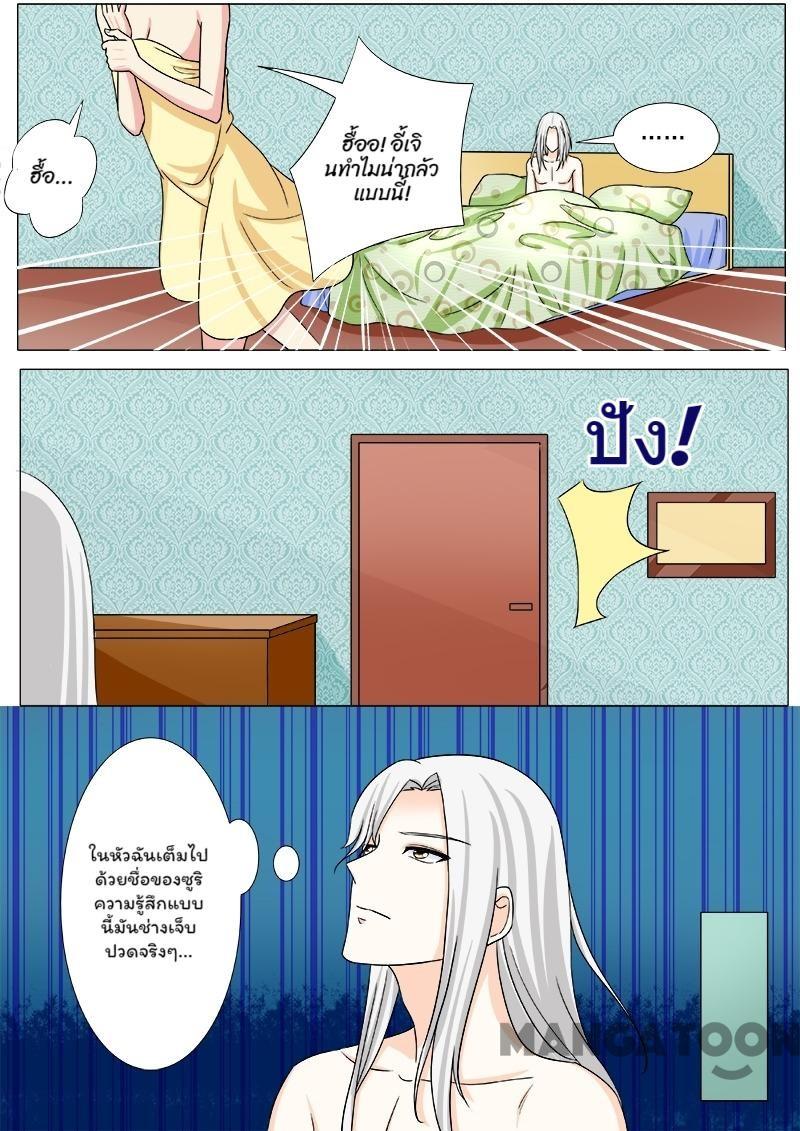 ฮื้ออ! อี้เจิ
นทำไมน่ากลัว
แบบนี้!
......
ฮื้อ...
ปัง!
ในหัวฉันเต็มไป
ด้วยชื่อของซูริ
ความรู้สึกแบบ
นี้มันช่างเจ็บ
ปวดจริงๆ...
MANGATOON